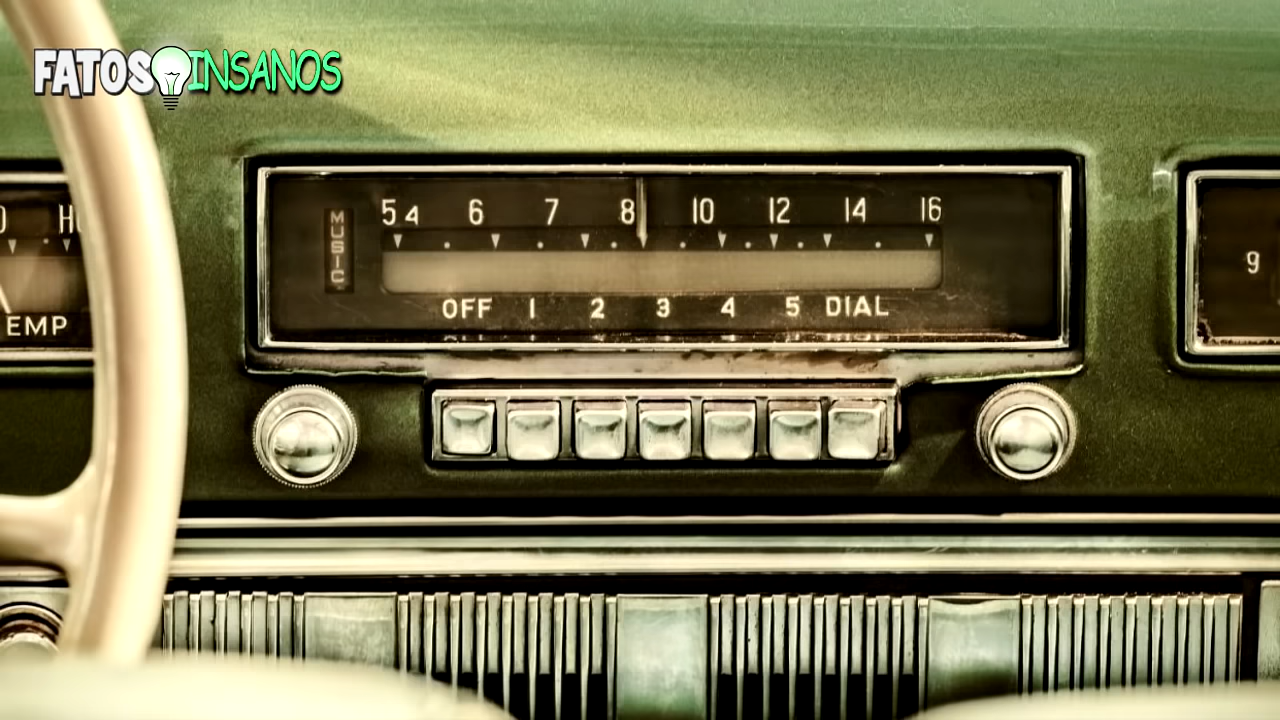 FATOS INSANOS
54 6 7 8 10 12 14 16
MUSIC
OFF 1 2 3 4 5 DIAL
EMP
9